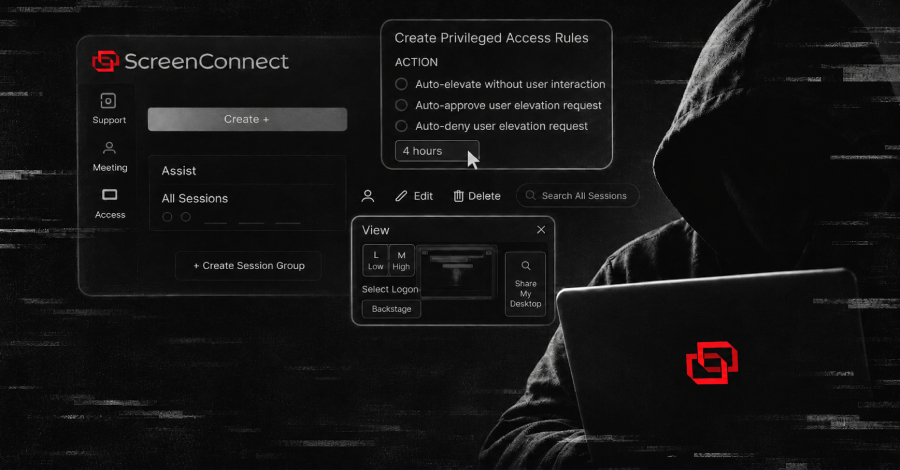 ScreenConnect
Support
Meeting
Access
Create +
Assist
All Sessions
+ Create Session Group
Create Privileged Access Rules
ACTION
Auto-elevate without user interaction
Auto-approve user elevation request
Auto-deny user elevation request
4 hours
Edit
Delete
Search All Sessions
View
L
Low
M
High
Select Logon
Backstage
Share
My
Desktop